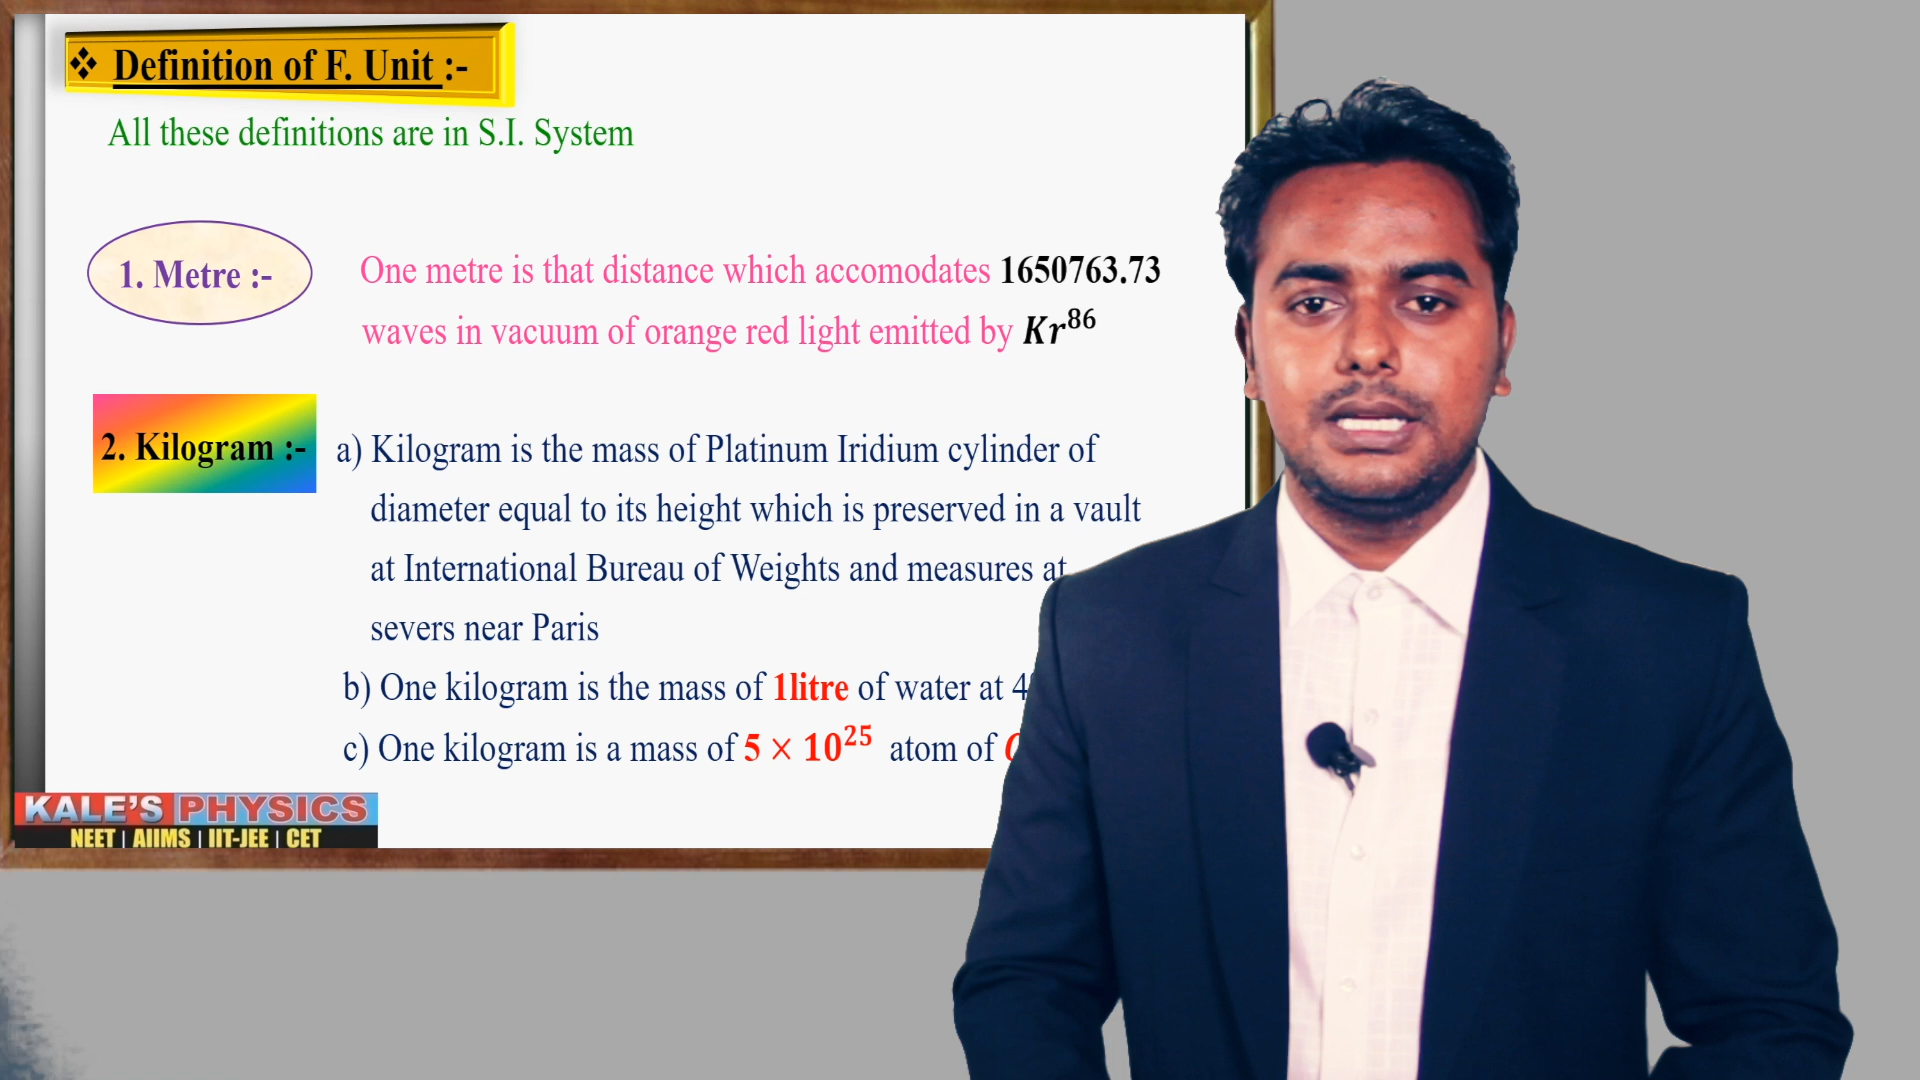 ❖ Definition of F. Unit :-
All these definitions are in S.I. System
1. Metre :-
One metre is that distance which accomodates 1650763.73
waves in vacuum of orange red light emitted by Kr⁸⁶
2. Kilogram :-
a) Kilogram is the mass of Platinum Iridium cylinder of
diameter equal to its height which is preserved in a vault
at International Bureau of Weights and measures at
severs near Paris
b) One kilogram is the mass of 1litre of water at 4
c) One kilogram is a mass of 5 × 10²⁵ atom of
KALE'S PHYSICS
NEET | AIIMS | IIT-JEE | CET